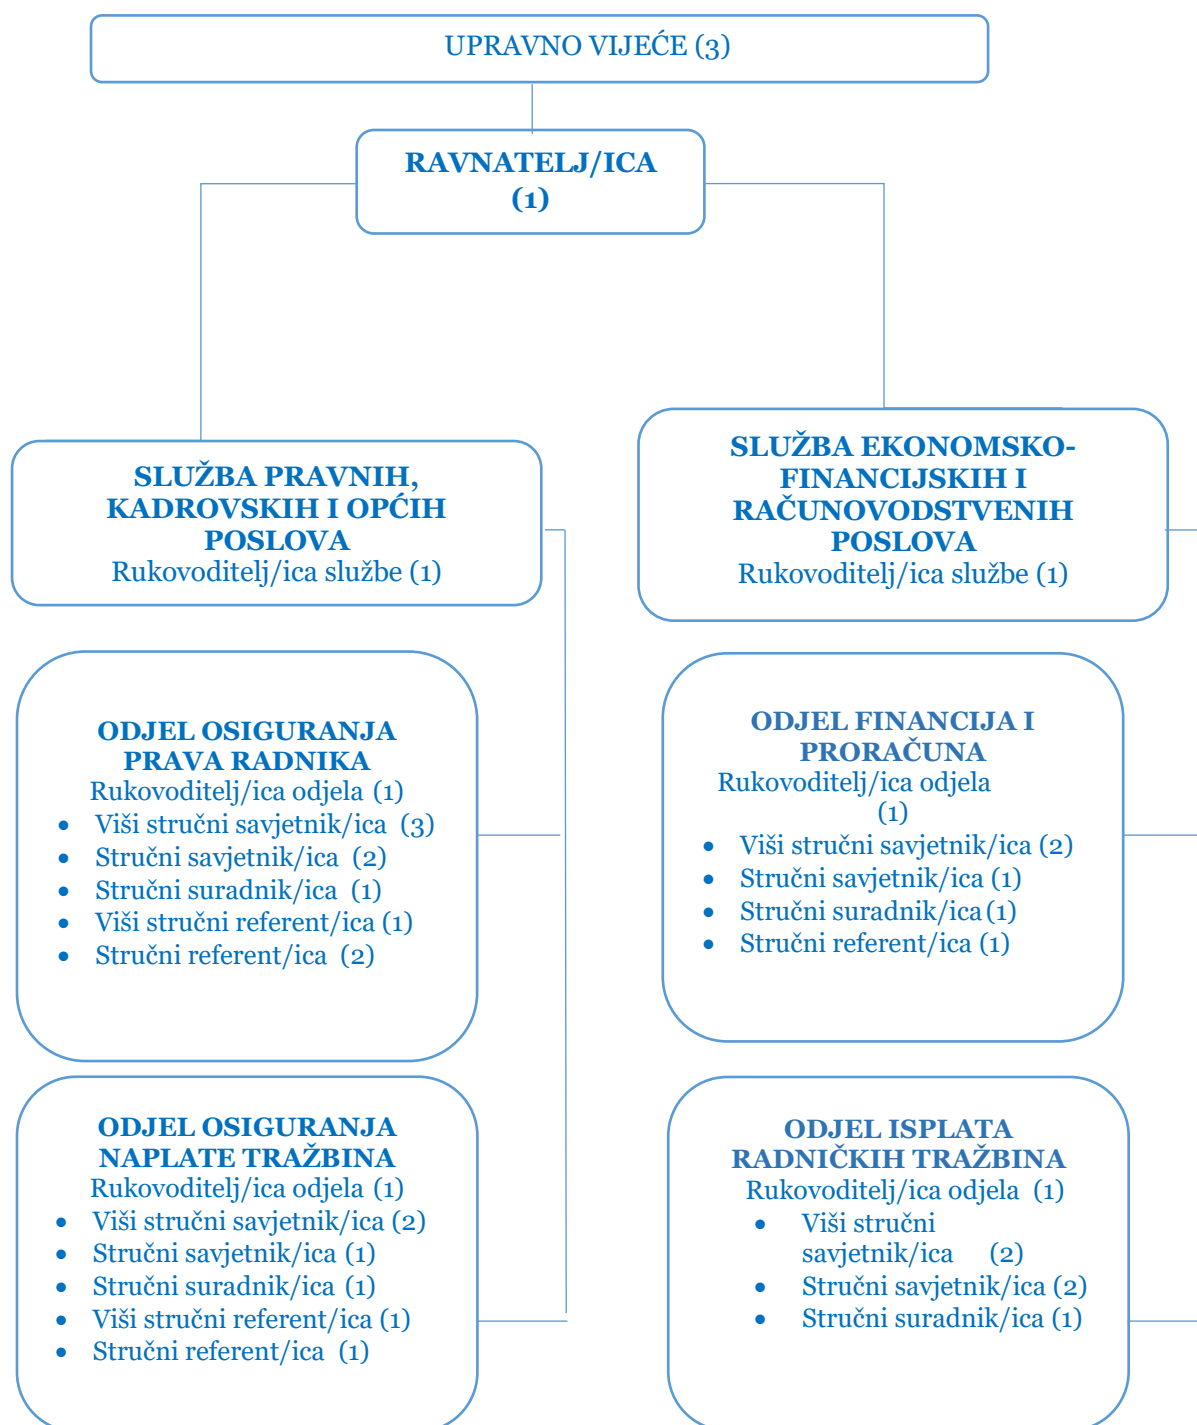 UPRAVNO VIJEĆE (3)
RAVNATELJ/ICA
(1)
SLUŽBA PRAVNIH,
KADROVSKIH I OPĆIH
POSLOVA
Rukovoditelj/ica službe (1)
SLUŽBA EKONOMSKO-
FINANCIJSKIH I
RAČUNOVODSTVENIH
POSLOVA
Rukovoditelj/ica službe (1)
ODJEL OSIGURANJA
PRAVA RADNIKA
Rukovoditelj/ica odjela (1)
• Viši stručni savjetnik/ica (3)
• Stručni savjetnik/ica (2)
• Stručni suradnik/ica (1)
• Viši stručni referent/ica (1)
• Stručni referent/ica (2)
ODJEL FINANCIJA I
PRORAČUNA
Rukovoditelj/ica odjela
(1)
• Viši stručni savjetnik/ica (2)
• Stručni savjetnik/ica (1)
• Stručni suradnik/ica (1)
• Stručni referent/ica (1)
ODJEL OSIGURANJA
NAPLATE TRAŽBINA
Rukovoditelj/ica odjela (1)
• Viši stručni savjetnik/ica (2)
• Stručni savjetnik/ica (1)
• Stručni suradnik/ica (1)
• Viši stručni referent/ica (1)
• Stručni referent/ica (1)
ODJEL ISPLATA
RADNIČKIH TRAŽBINA
Rukovoditelj/ica odjela (1)
• Viši stručni
savjetnik/ica (2)
• Stručni savjetnik/ica (2)
• Stručni suradnik/ica (1)